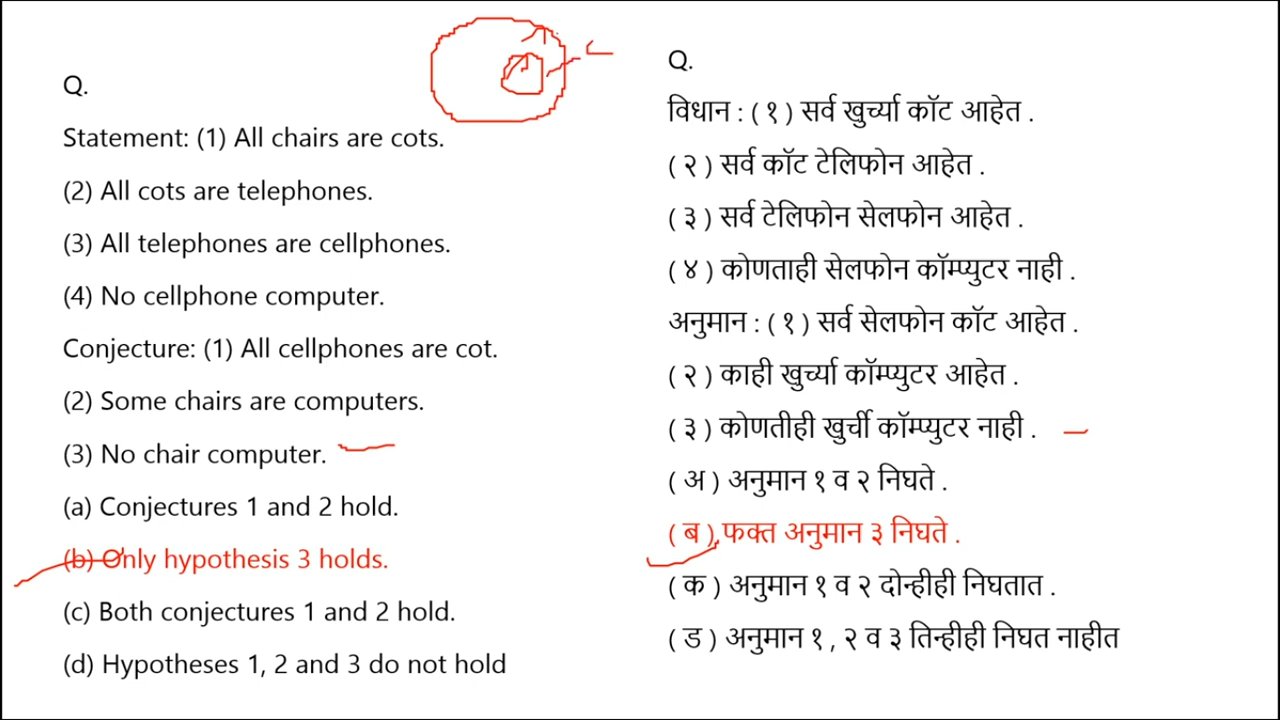 Q.
Statement: (1) All chairs are cots.
(2) All cots are telephones.
(3) All telephones are cellphones.
(4) No cellphone computer.
Conjecture: (1) All cellphones are cot.
(2) Some chairs are computers.
(3) No chair computer.
(a) Conjectures 1 and 2 hold.
(b) Only hypothesis 3 holds.
(c) Both conjectures 1 and 2 hold.
(d) Hypotheses 1, 2 and 3 do not hold
Q.
विधान : ( १ ) सर्व खुर्च्या कॉट आहेत .
( २ ) सर्व कॉट टेलिफोन आहेत .
( ३ ) सर्व टेलिफोन सेलफोन आहेत .
( ४ ) कोणताही सेलफोन कॉम्प्युटर नाही .
अनुमान : ( १ ) सर्व सेलफोन कॉट आहेत .
( २ ) काही खुर्च्या कॉम्प्युटर आहेत .
( ३ ) कोणतीही खुर्ची कॉम्प्युटर नाही .
( अ ) अनुमान १ व २ निघते .
( ब ) फक्त अनुमान ३ निघते .
( क ) अनुमान १ व २ दोन्हीही निघतात .
( ड ) अनुमान १ , २ व ३ तिन्हीही निघत नाहीत